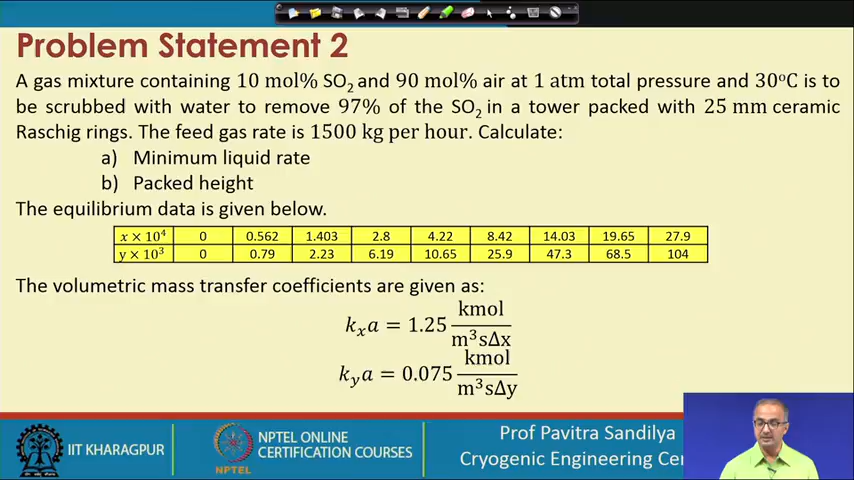 Problem Statement 2
A gas mixture containing 10 mol% SO₂ and 90 mol% air at 1 atm total pressure and 30°C is to
be scrubbed with water to remove 97% of the SO₂ in a tower packed with 25 mm ceramic
Raschig rings. The feed gas rate is 1500 kg per hour. Calculate:
a) Minimum liquid rate
b) Packed height
The equilibrium data is given below.
x × 10⁴ 0 0.562 1.403 2.8 4.22 8.42 14.03 19.65 27.9
y × 10³ 0 0.79 2.23 6.19 10.65 25.9 47.3 68.5 104
The volumetric mass transfer coefficients are given as:
kₓa = 1.25 kmol/m³sΔx
k_y a = 0.075 kmol/m³sΔy
IIT KHARAGPUR
NPTEL
NPTEL ONLINE
CERTIFICATION COURSES
Prof Pavitra Sandilya
Cryogenic Engineering Cen